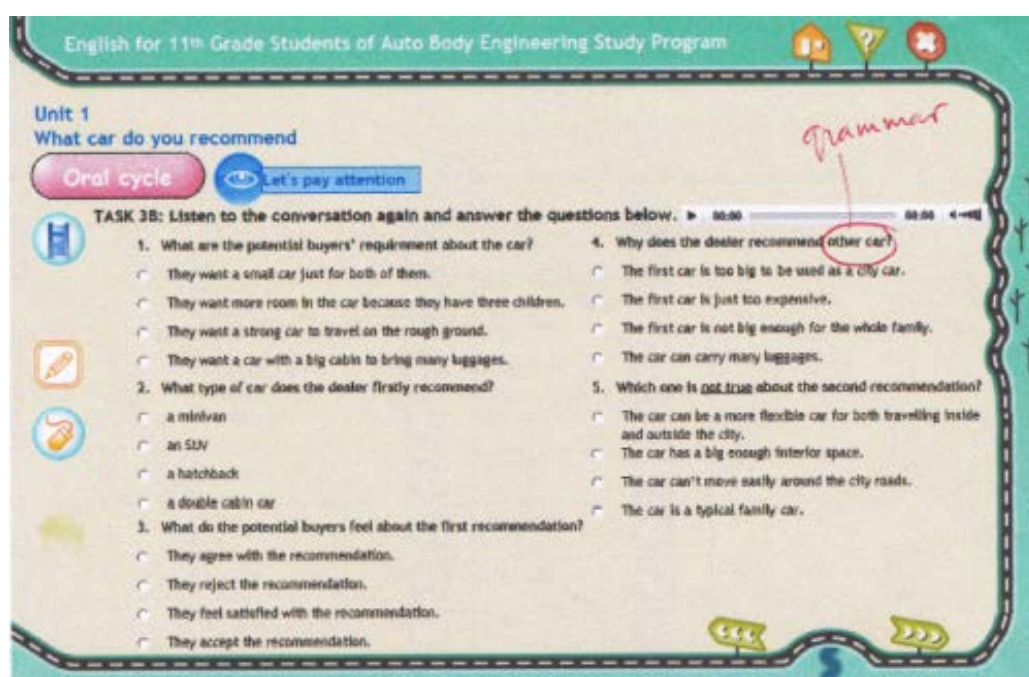 English for 11th Grade Students of Auto Body Engineering Study Program
Unit 1
What car do you recommend
grammar
Oral cycle
Let's pay attention
TASK 3B: Listen to the conversation again and answer the questions below. 00:00 00:00
1. What are the potential buyers' requirement about the car?
They want a small car just for both of them.
They want more room in the car because they have three children.
They want a strong car to travel on the rough ground.
They want a car with a big cabin to bring many luggages.
2. What type of car does the dealer firstly recommend?
a minivan
an SUV
a hatchback
a double cabin car
3. What do the potential buyers feel about the first recommendation?
They agree with the recommendation.
They reject the recommendation.
They feel satisfied with the recommendation.
They accept the recommendation.
4. Why does the dealer recommend other car?
The first car is too big to be used as a city car.
The first car is just too expensive.
The first car is not big enough for the whole family.
The car can carry many luggages.
5. Which one is not true about the second recommendation?
The car can be a more flexible car for both travelling inside
and outside the city.
The car has a big enough interior space.
The car can't move easily around the city roads.
The car is a typical family car.